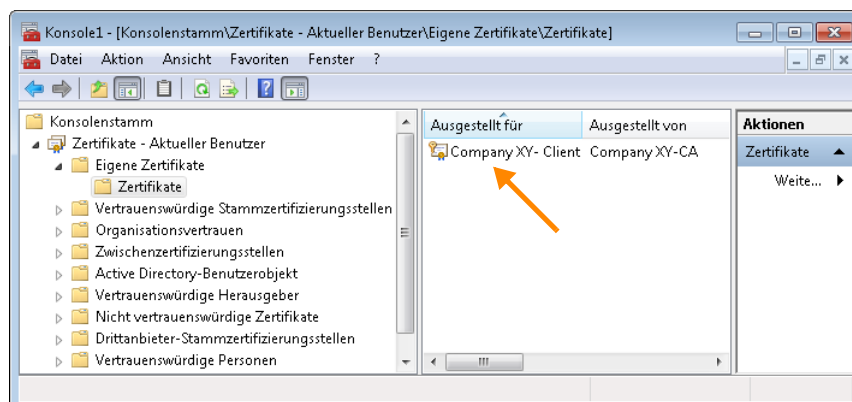 Konsole1 - [Konsolenstamm\Zertifikate - Aktueller Benutzer\Eigene Zertifikate\Zertifikate]
Datei Aktion Ansicht Favoriten Fenster ?
Konsolenstamm
Zertifikate - Aktueller Benutzer
Eigene Zertifikate
Zertifikate
Vertrauenswürdige Stammzertifizierungsstellen
Organisationsvertrauen
Zwischenzertifizierungsstellen
Active Directory-Benutzerobjekt
Vertrauenswürdige Herausgeber
Nicht vertrauenswürdige Zertifikate
Drittanbieter-Stammzertifizierungsstellen
Vertrauenswürdige Personen
Ausgestellt für Ausgestellt von
Company XY- Client Company XY-CA
Aktionen
Zertifikate
Weite...